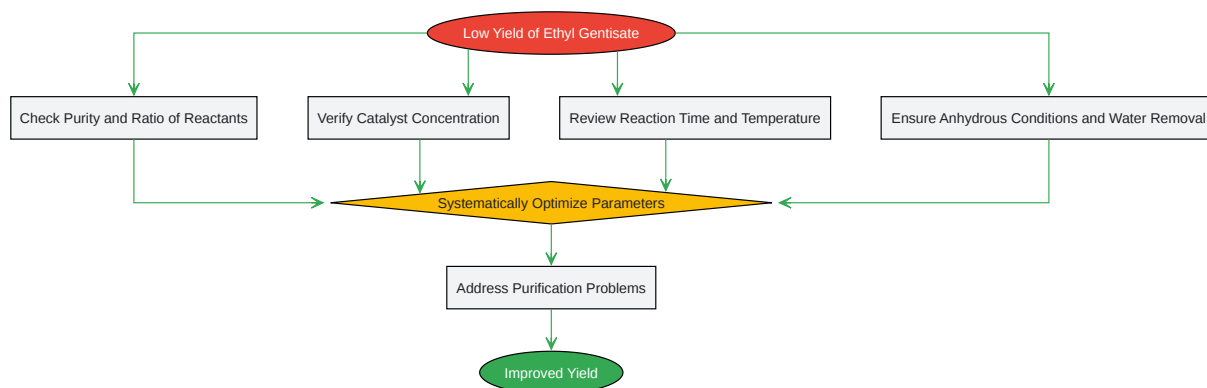 Low Yield of Ethyl Gentisate
Check Purity and Ratio of Reactants
Verify Catalyst Concentration
Review Reaction Time and Temperature
Ensure Anhydrous Conditions and Water Removal
Systematically Optimize Parameters
Address Purification Problems
Improved Yield